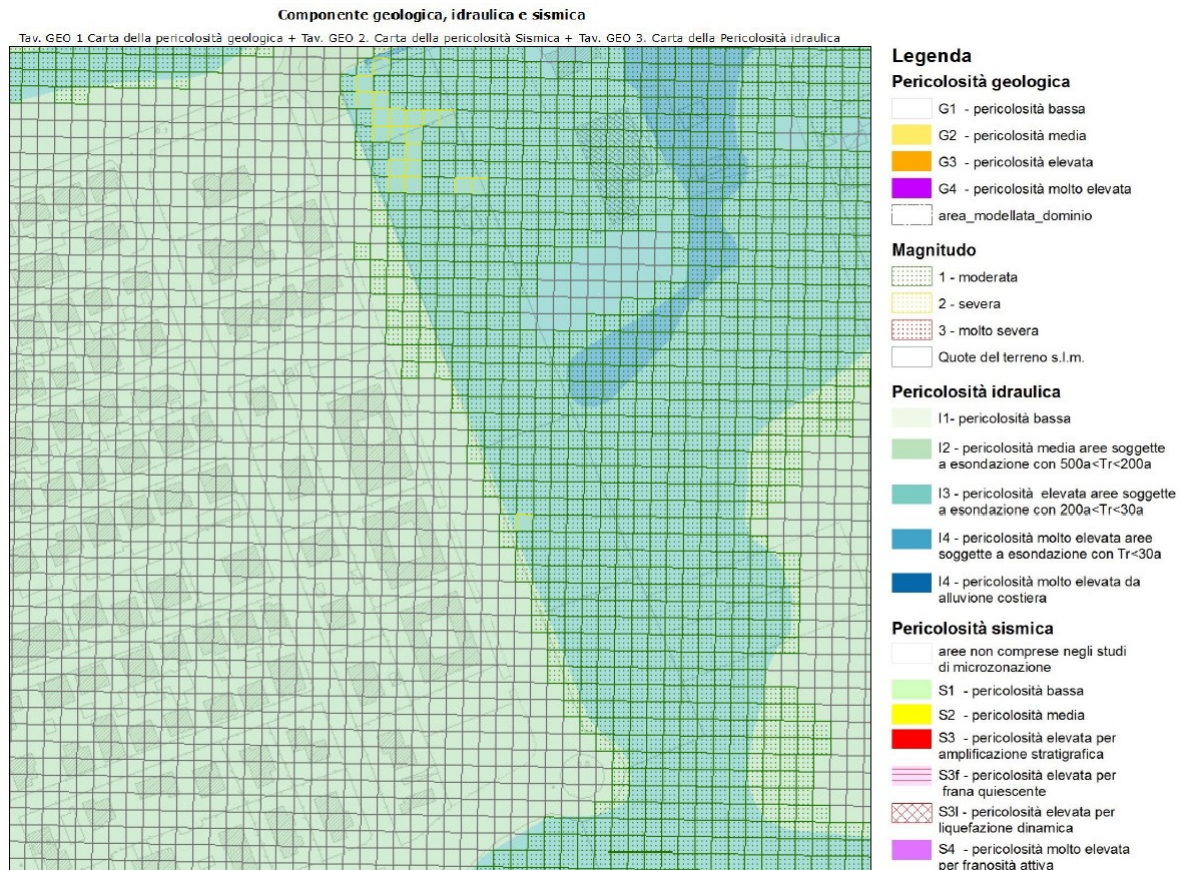 Componente geologica, idraulica e sismica
Tav. GEO 1 Carta della pericolosità geologica + Tav. GEO 2. Carta della pericolosità Sismica + Tav. GEO 3. Carta della Pericolosità idraulica
Legenda
Pericolosità geologica
G1 - pericolosità bassa
G2 - pericolosità media
G3 - pericolosità elevata
G4 - pericolosità molto elevata
area_modellata_dominio
Magnitudo
1 - moderata
2 - severa
3 - molto severa
Quote del terreno s.l.m.
Pericolosità idraulica
I1- pericolosità bassa
I2 - pericolosità media aree soggette
a esondazione con 500a<Tr<200a
I3 - pericolosità elevata aree soggette
a esondazione con 200a<Tr<30a
I4 - pericolosità molto elevata aree
soggette a esondazione con Tr<30a
I4 - pericolosità molto elevata da
alluvione costiera
Pericolosità sismica
aree non comprese negli studi
di microzonazione
S1 - pericolosità bassa
S2 - pericolosità media
S3 - pericolosità elevata per
amplificazione stratigrafica
S3f - pericolosità elevata per
frana quiescente
S3l - pericolosità elevata per
liquefazione dinamica
S4 - pericolosità molto elevata
per franosità attiva